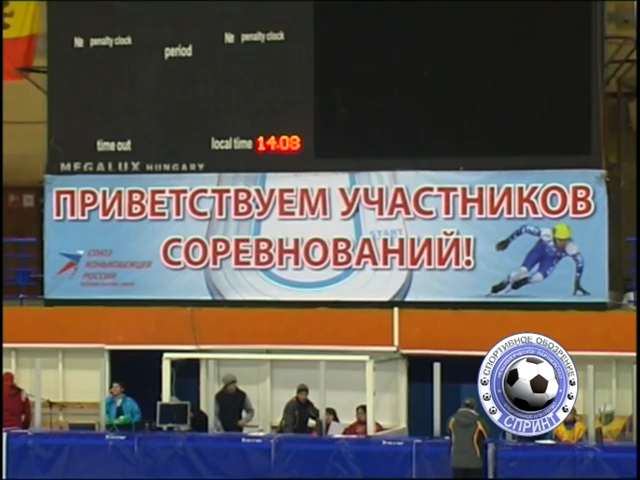 № penalty clock
period
№ penalty clock
time out
local time 14:08
MEGALUX HUNGARY
ПРИВЕТСТВУЕМ УЧАСТНИКОВ
СОРЕВНОВАНИЙ!
START
СОЮЗ
КОНЬКОБЕЖЦЕВ
РОССИИ
СПОРТИВНОЕ ОБОЗРЕНИЕ
СПРИНТ